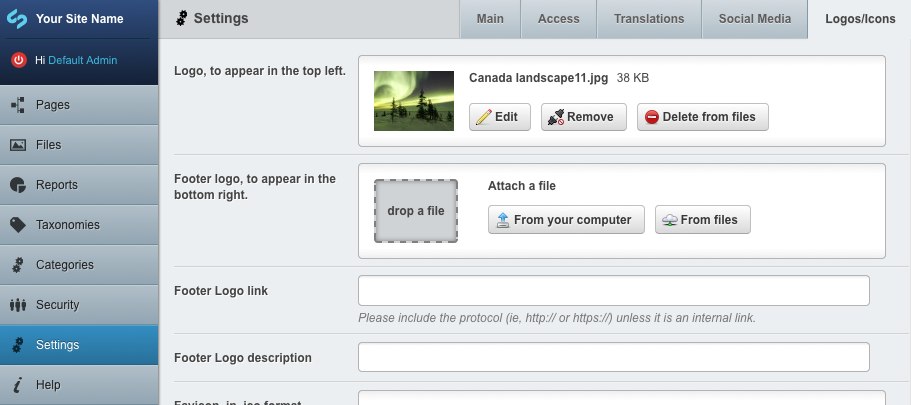 Your Site Name
Hi Default Admin
Pages
Files
Reports
Taxonomies
Categories
Security
Settings
Help
Settings
Main
Access
Translations
Social Media
Logos/Icons
Logo, to appear in the top left.
Canada landscape11.jpg 38 KB
Edit
Remove
Delete from files
Footer logo, to appear in the
bottom right.
drop a file
Attach a file
From your computer
From files
Footer Logo link
Please include the protocol (ie, http:// or https://) unless it is an internal link.
Footer Logo description
Favicon, in .ico format